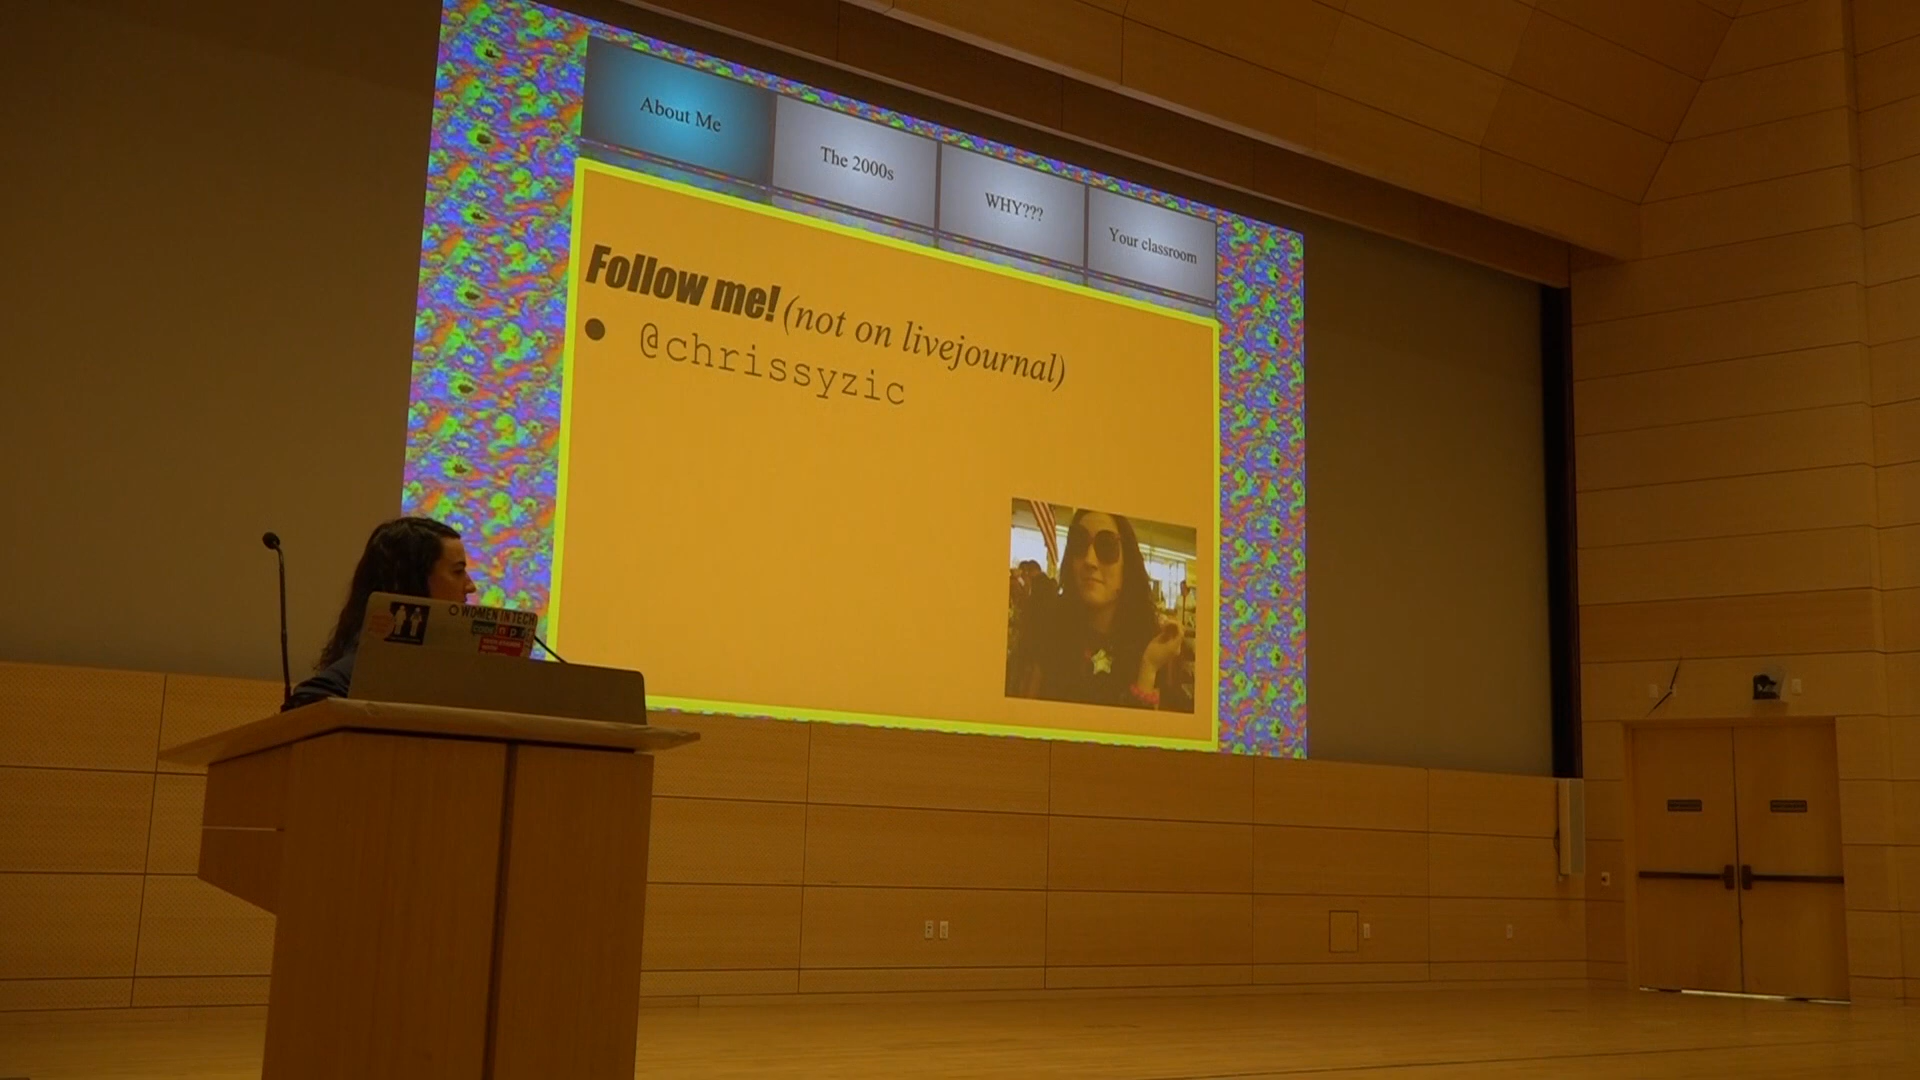 About Me
The 2000s
WHY???
Your classroom
Follow me! (not on livejournal)
@chrissyzic
WOMEN IN TECH